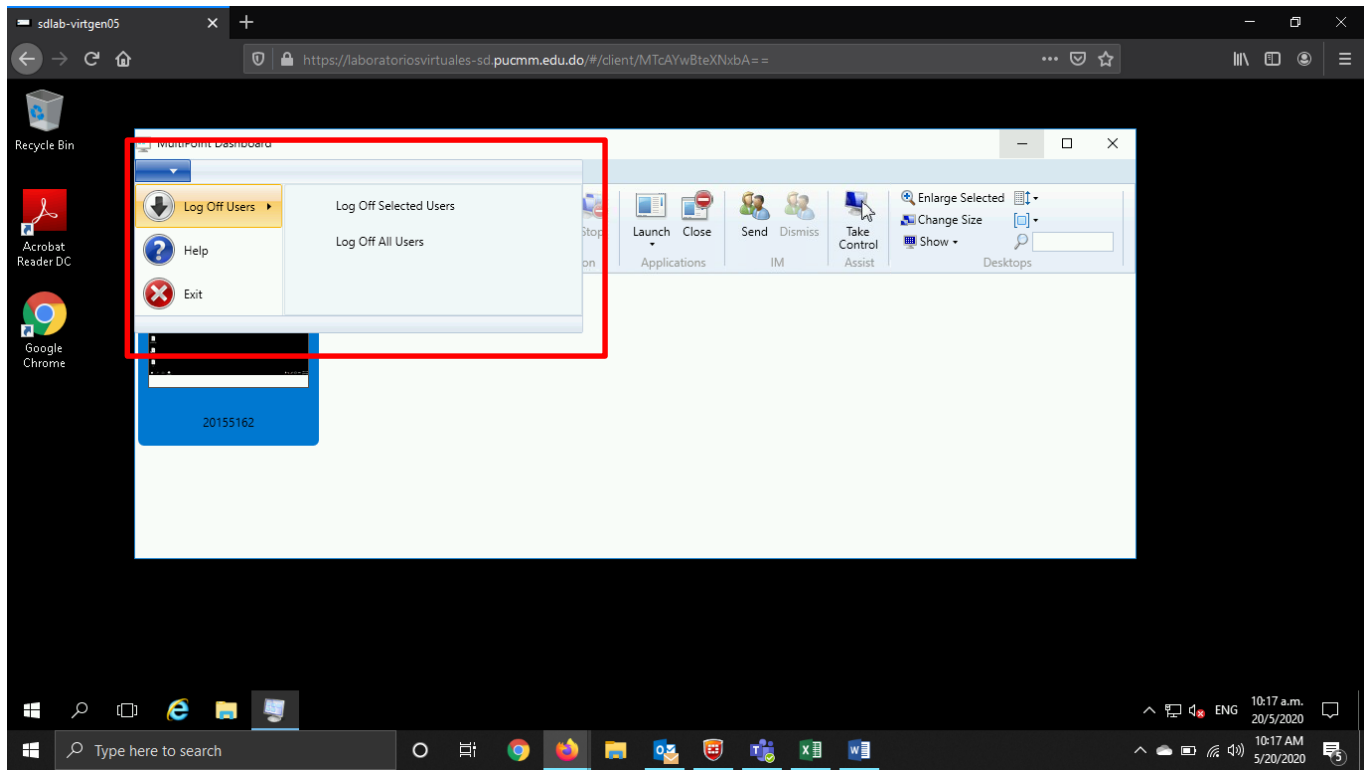 sdlab-virtgen05
https://laboratoriosvirtuales-sd.pucmm.edu.do/#/client/MTcAYwBteXNxbA==
Recycle Bin
Acrobat
Reader DC
Google
Chrome
MultiPoint Dashboard
Log Off Users
Help
Exit
Log Off Selected Users
Log Off All Users
Stop
on
Launch
Close
Applications
Send
Dismiss
IM
Take
Control
Assist
Enlarge Selected
Change Size
Show
Desktops
20155162
ENG
10:17 a.m.
20/5/2020
Type here to search
10:17 AM
5/20/2020
5